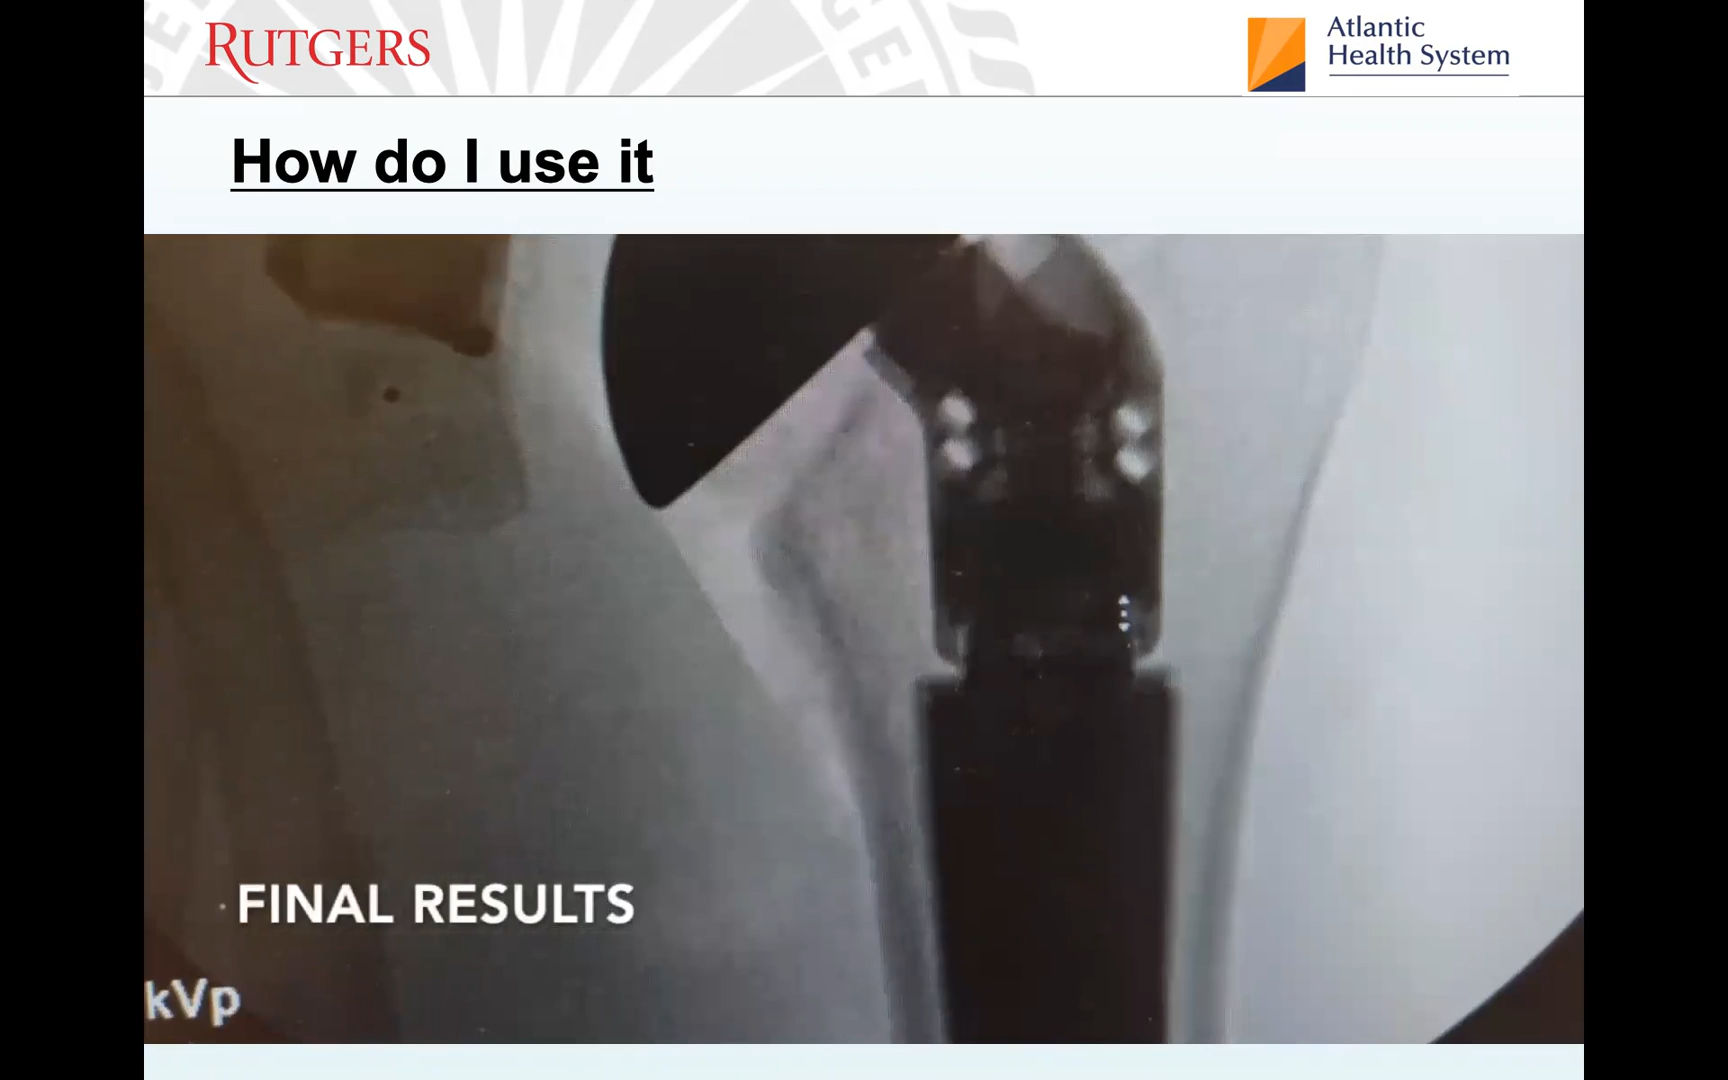 RUTGERS
Atlantic
Health System
How do I use it
FINAL RESULTS
kVp